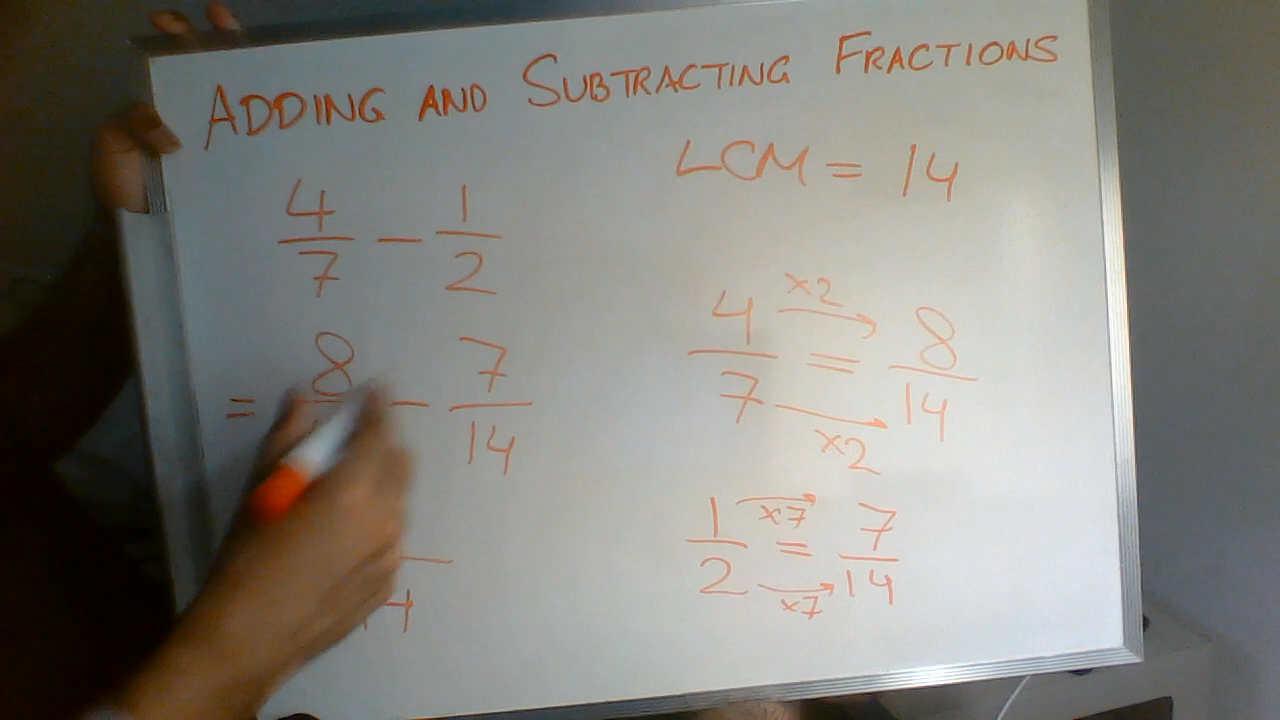 ADDING AND SUBTRACTING FRACTIONS
LCM = 14
4/7 - 1/2
= 8/ - 7/14
4/7 ×2 = 8/14 ×2
1/2 ×7 = 7/14 ×7